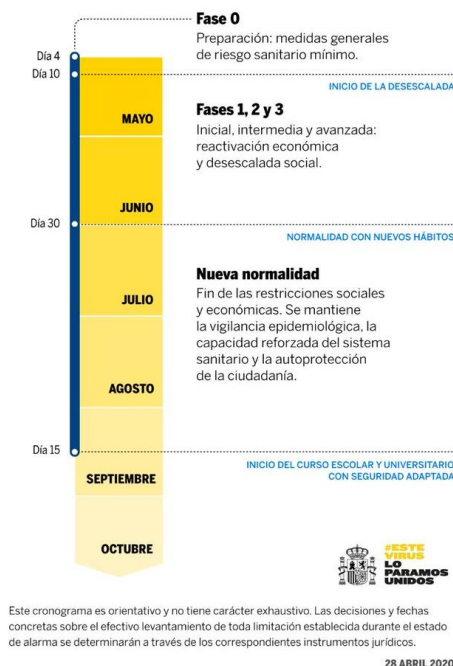 Fase 0
Preparación: medidas generales
de riesgo sanitario mínimo.
Día 4
Día 10
INICIO DE LA DESESCALADA
Fases 1, 2 y 3
Inicial, intermedia y avanzada:
reactivación económica
y desescalada social.
MAYO
JUNIO
Día 30
NORMALIDAD CON NUEVOS HÁBITOS
Nueva normalidad
Fin de las restricciones sociales
y económicas. Se mantiene
la vigilancia epidemiológica, la
capacidad reforzada del sistema
sanitario y la autoprotección
de la ciudadanía.
JULIO
AGOSTO
Día 15
INICIO DEL CURSO ESCOLAR Y UNIVERSITARIO
CON SEGURIDAD ADAPTADA
SEPTIEMBRE
OCTUBRE
#ESTE
VIRUS
LO
PARAMOS
UNIDOS
Este cronograma es orientativo y no tiene carácter exhaustivo. Las decisiones y fechas
concretas sobre el efectivo levantamiento de toda limitación establecida durante el estado
de alarma se determinarán a través de los correspondientes instrumentos jurídicos.
28 ABRIL 2020